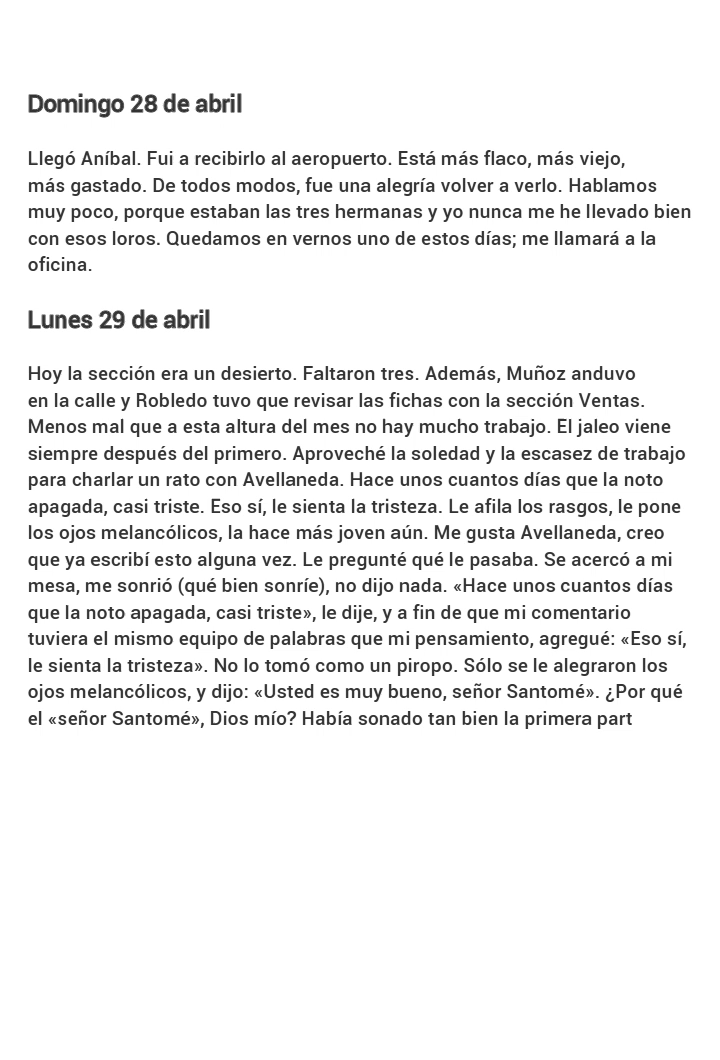 Domingo 28 de abril
Llegó Aníbal. Fui a recibirlo al aeropuerto. Está más flaco, más viejo,
más gastado. De todos modos, fue una alegría volver a verlo. Hablamos
muy poco, porque estaban las tres hermanas y yo nunca me he llevado bien
con esos loros. Quedamos en vernos uno de estos días; me llamará a la
oficina.
Lunes 29 de abril
Hoy la sección era un desierto. Faltaron tres. Además, Muñoz anduvo
en la calle y Robledo tuvo que revisar las fichas con la sección Ventas.
Menos mal que a esta altura del mes no hay mucho trabajo. El jaleo viene
siempre después del primero. Aproveché la soledad y la escasez de trabajo
para charlar un rato con Avellaneda. Hace unos cuantos días que la noto
apagada, casi triste. Eso sí, le sienta la tristeza. Le afila los rasgos, le pone
los ojos melancólicos, la hace más joven aún. Me gusta Avellaneda, creo
que ya escribí esto alguna vez. Le pregunté qué le pasaba. Se acercó a mi
mesa, me sonrió (qué bien sonríe), no dijo nada. «Hace unos cuantos días
que la noto apagada, casi triste», le dije, y a fin de que mi comentario
tuviera el mismo equipo de palabras que mi pensamiento, agregué: «Eso sí,
le sienta la tristeza». No lo tomó como un piropo. Sólo se le alegraron los
ojos melancólicos, y dijo: «Usted es muy bueno, señor Santomé». ¿Por qué
el «señor Santomé», Dios mío? Había sonado tan bien la primera part